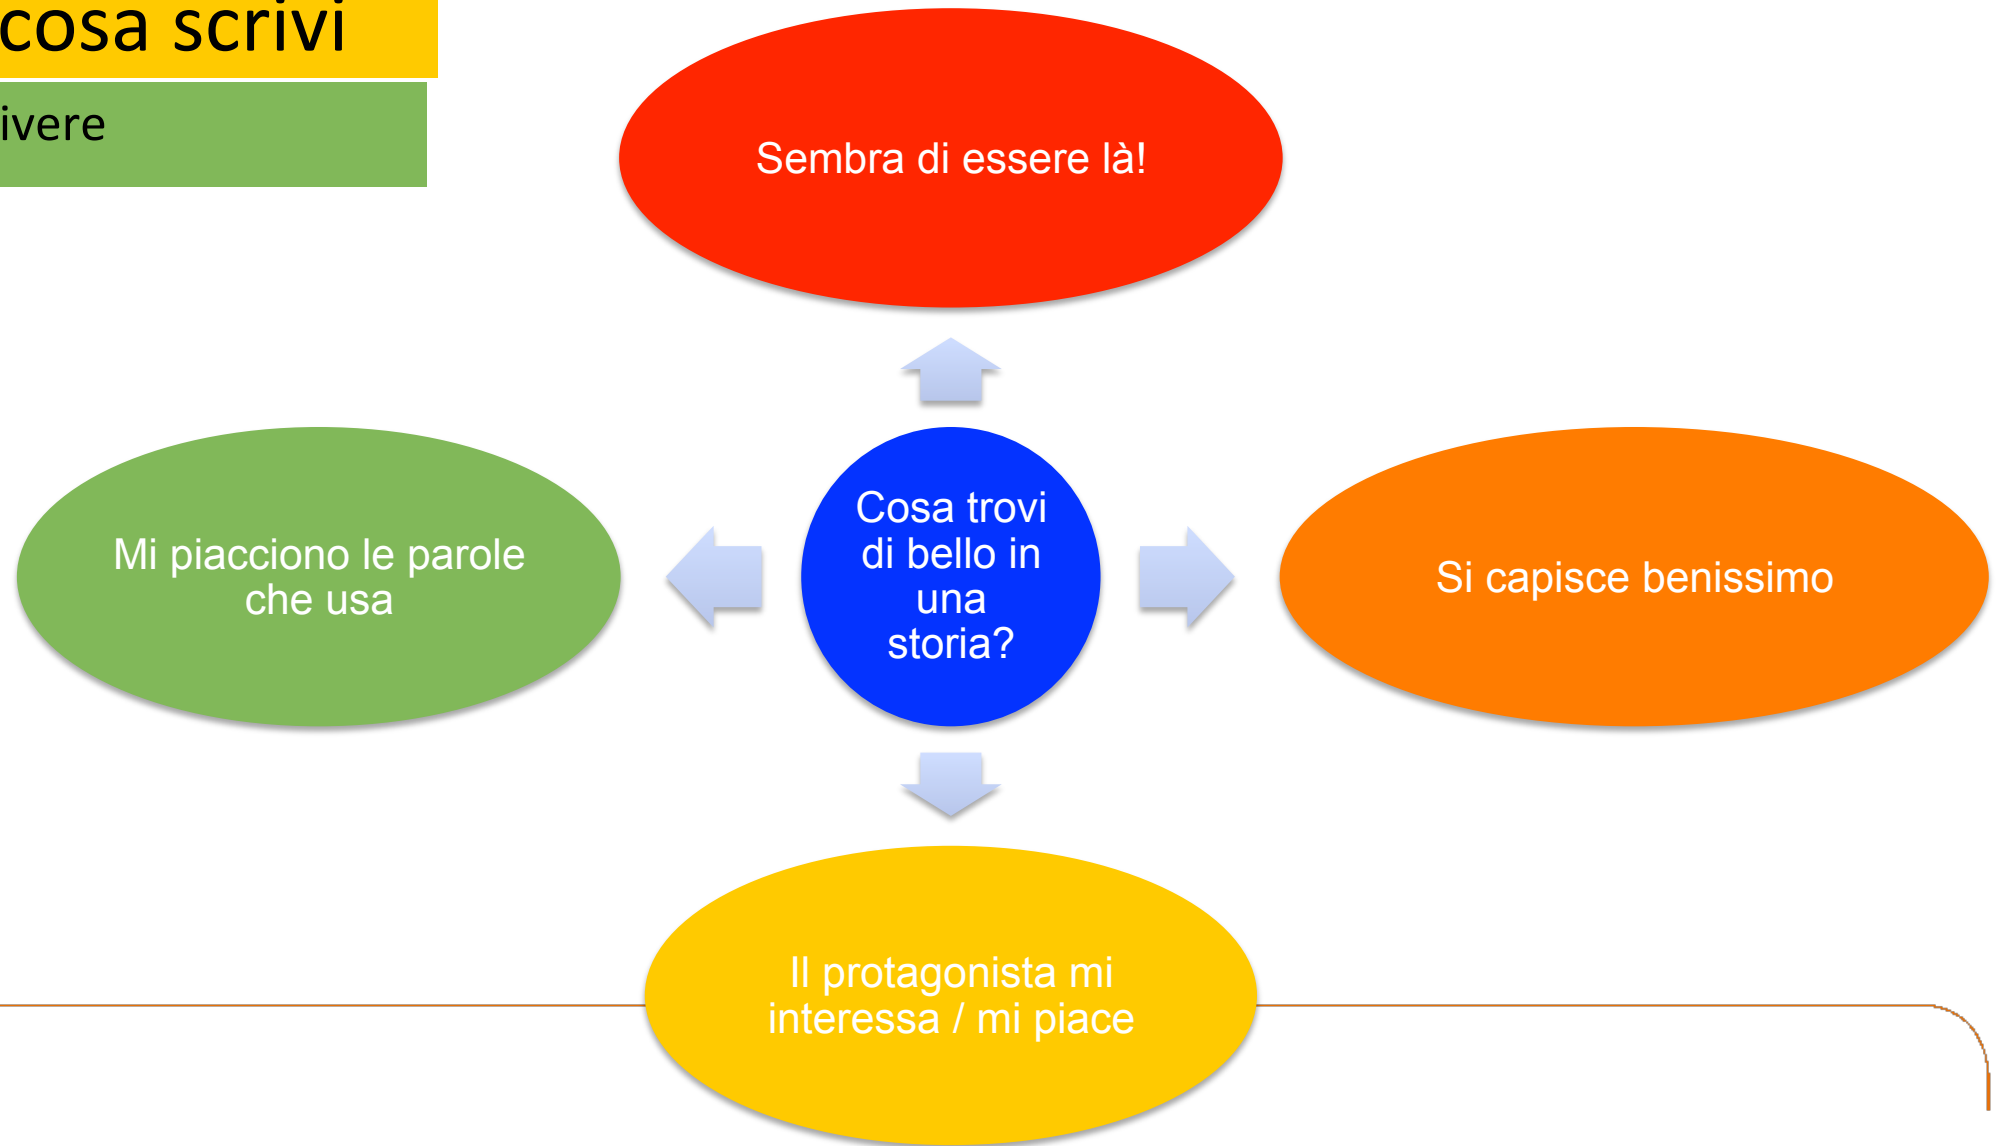 cosa scrivi
ivere
Sembra di essere là!
Mi piacciono le parole
che usa
Cosa trovi
di bello in
una
storia?
Si capisce benissimo
Il protagonista mi
interessa / mi piace